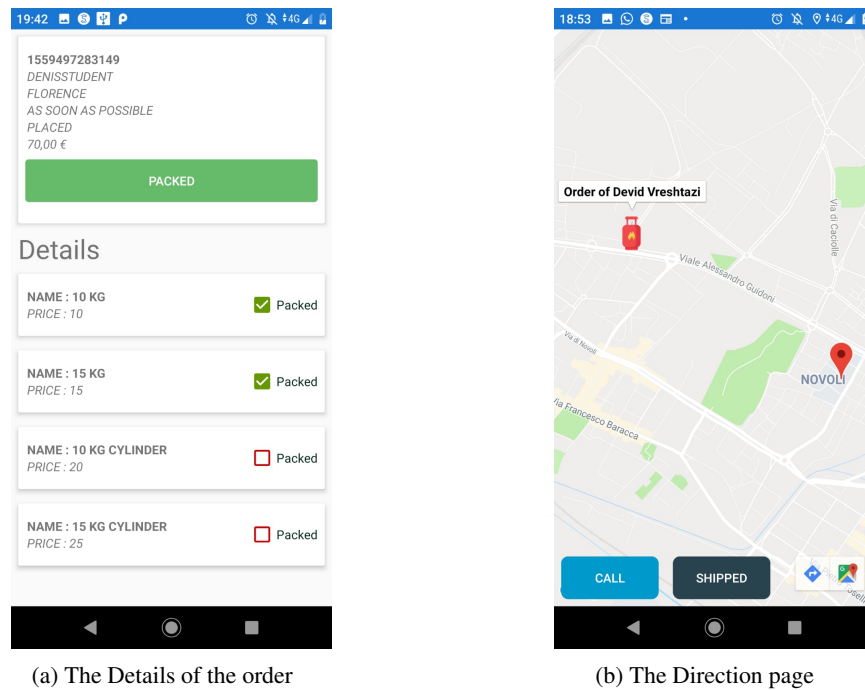 19:42
4G
1559497283149
DENISSTUDENT
FLORENCE
AS SOON AS POSSIBLE
PLACED
70,00 €
PACKED
Details
NAME : 10 KG
PRICE : 10
Packed
NAME : 15 KG
PRICE : 15
Packed
NAME : 10 KG CYLINDER
PRICE : 20
Packed
NAME : 15 KG CYLINDER
PRICE : 25
Packed
(a) The Details of the order
18:53
4G
Order of Devid Vreshtazi
Via di Caciolle
Viale Alessandro Guidoni
Via di Novoli
NOVOLI
Via Francesco Baracca
CALL
SHIPPED
(b) The Direction page